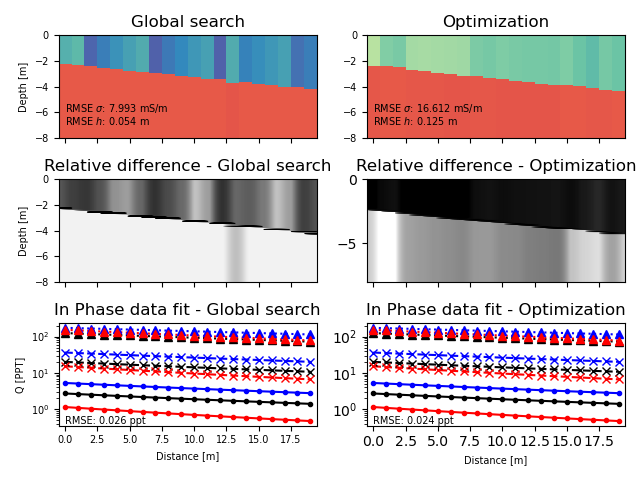 Global search
Optimization
0
−2
−4
−6
−8
Depth [m]
RMSE σ: 7.993 mS/m
RMSE h: 0.054 m
0
−2
−4
−6
−8
RMSE σ: 16.612 mS/m
RMSE h: 0.125 m
Relative difference - Global search
Relative difference - Optimization
0
−2
−4
−6
−8
Depth [m]
0
−5
In Phase data fit - Global search
In Phase data fit - Optimization
10²
10¹
10⁰
Q [PPT]
RMSE: 0.026 ppt
0.0 2.5 5.0 7.5 10.0 12.5 15.0 17.5
Distance [m]
10²
10¹
10⁰
RMSE: 0.024 ppt
0.0 2.5 5.0 7.5 10.0 12.5 15.0 17.5
Distance [m]